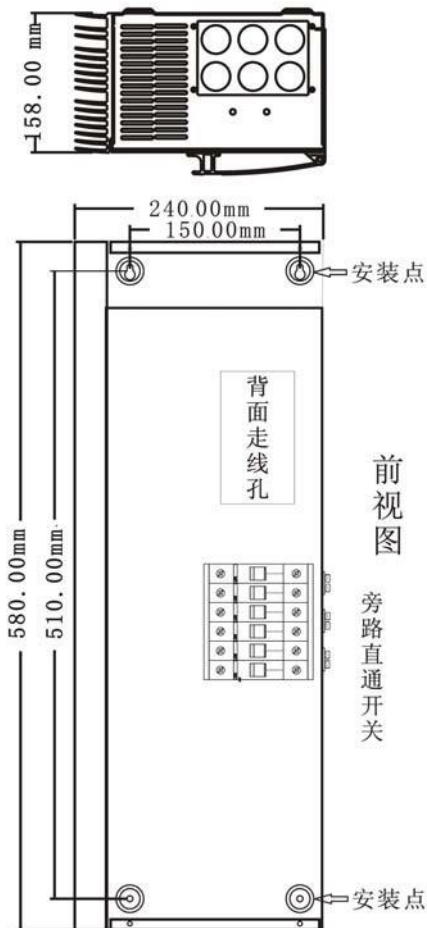 158.00 mm
240.00mm
150.00mm
安装点
背面走线孔
前视图
580.00mm
510.00mm
旁路直通开关
安装点